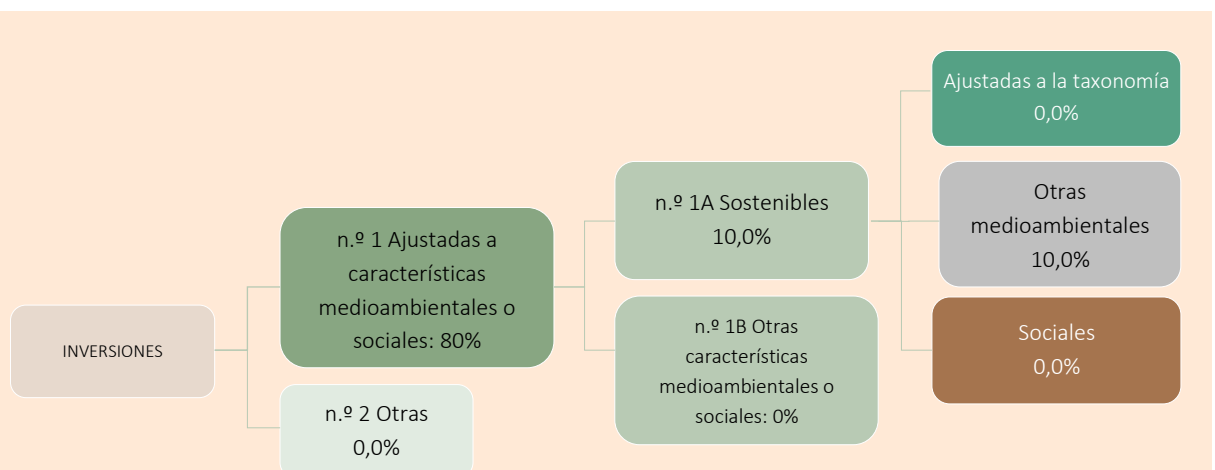 INVERSIONES
n.º 1 Ajustadas a
características
medioambientales o
sociales: 80%
n.º 2 Otras
0,0%
n.º 1A Sostenibles
10,0%
n.º 1B Otras
características
medioambientales o
sociales: 0%
Ajustadas a la taxonomía
0,0%
Otras
medioambientales
10,0%
Sociales
0,0%